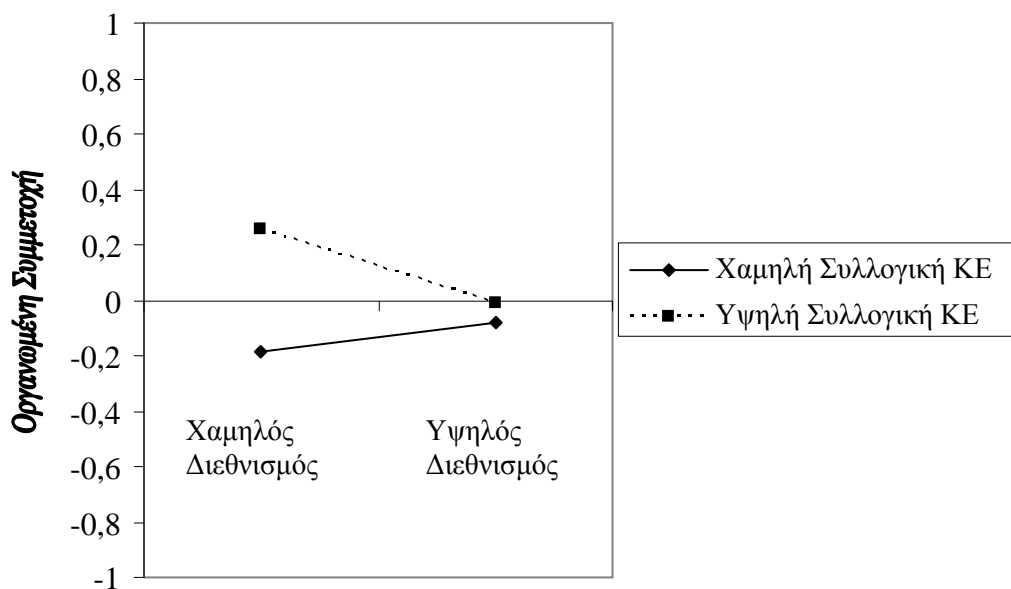 1
0,8
0,6
0,4
0,2
0
-0,2
-0,4
-0,6
-0,8
-1
Οργανωμένη Συμμετοχή
Χαμηλός
Διεθνισμός
Υψηλός
Διεθνισμός
Χαμηλή Συλλογική ΚΕ
Υψηλή Συλλογική ΚΕ